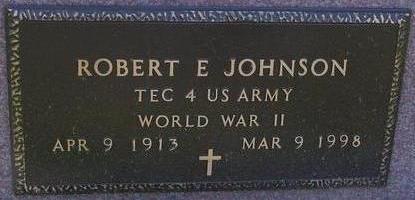 ROBERT E JOHNSON
TEC 4 US ARMY
WORLD WAR II
APR 9 1913 MAR 9 1998